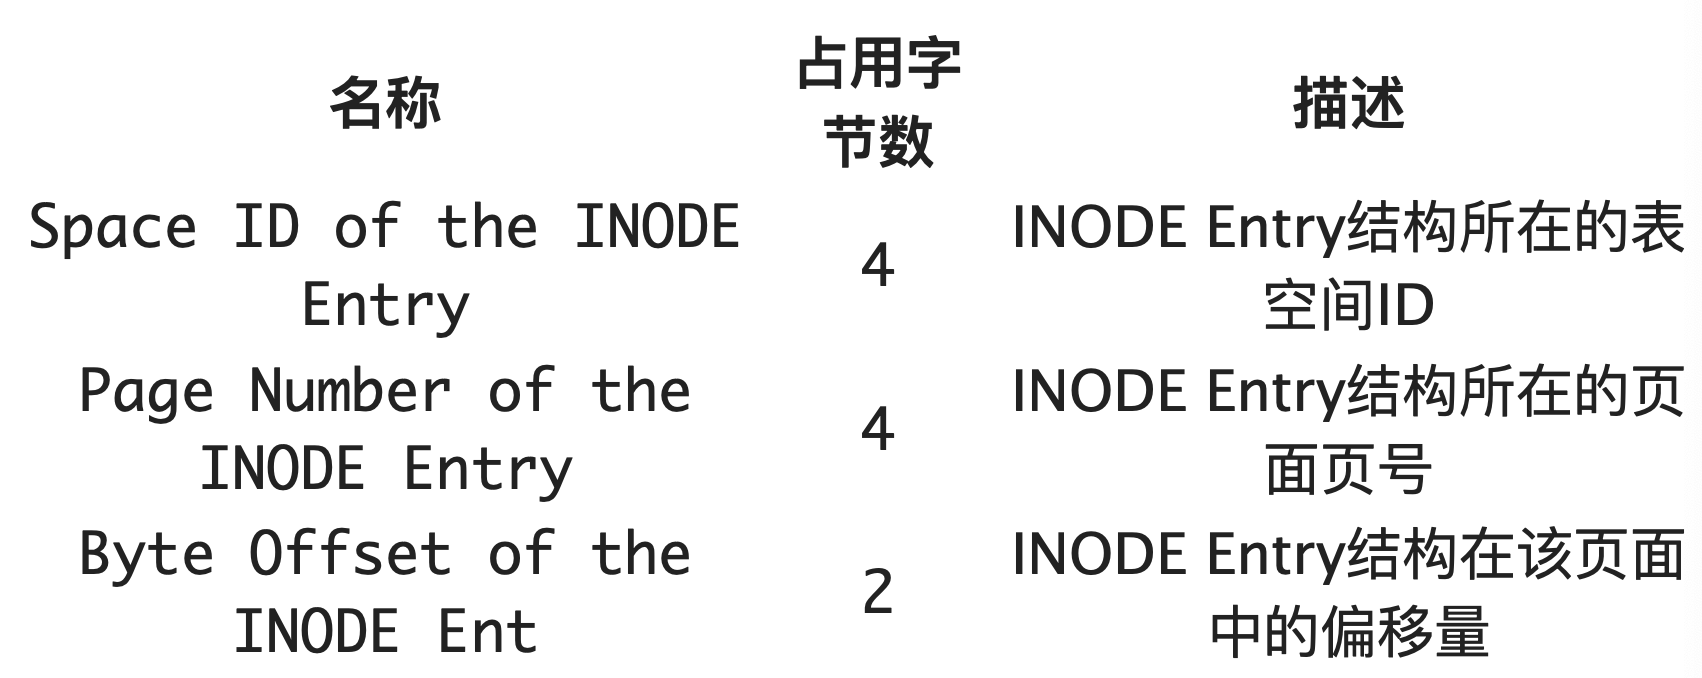 名称
占用字
节数
描述
Space ID of the INODE
Entry
4
INODE Entry结构所在的表
空间ID
Page Number of the
INODE Entry
4
INODE Entry结构所在的页
面页号
Byte Offset of the
INODE Ent
2
INODE Entry结构在该页面
中的偏移量